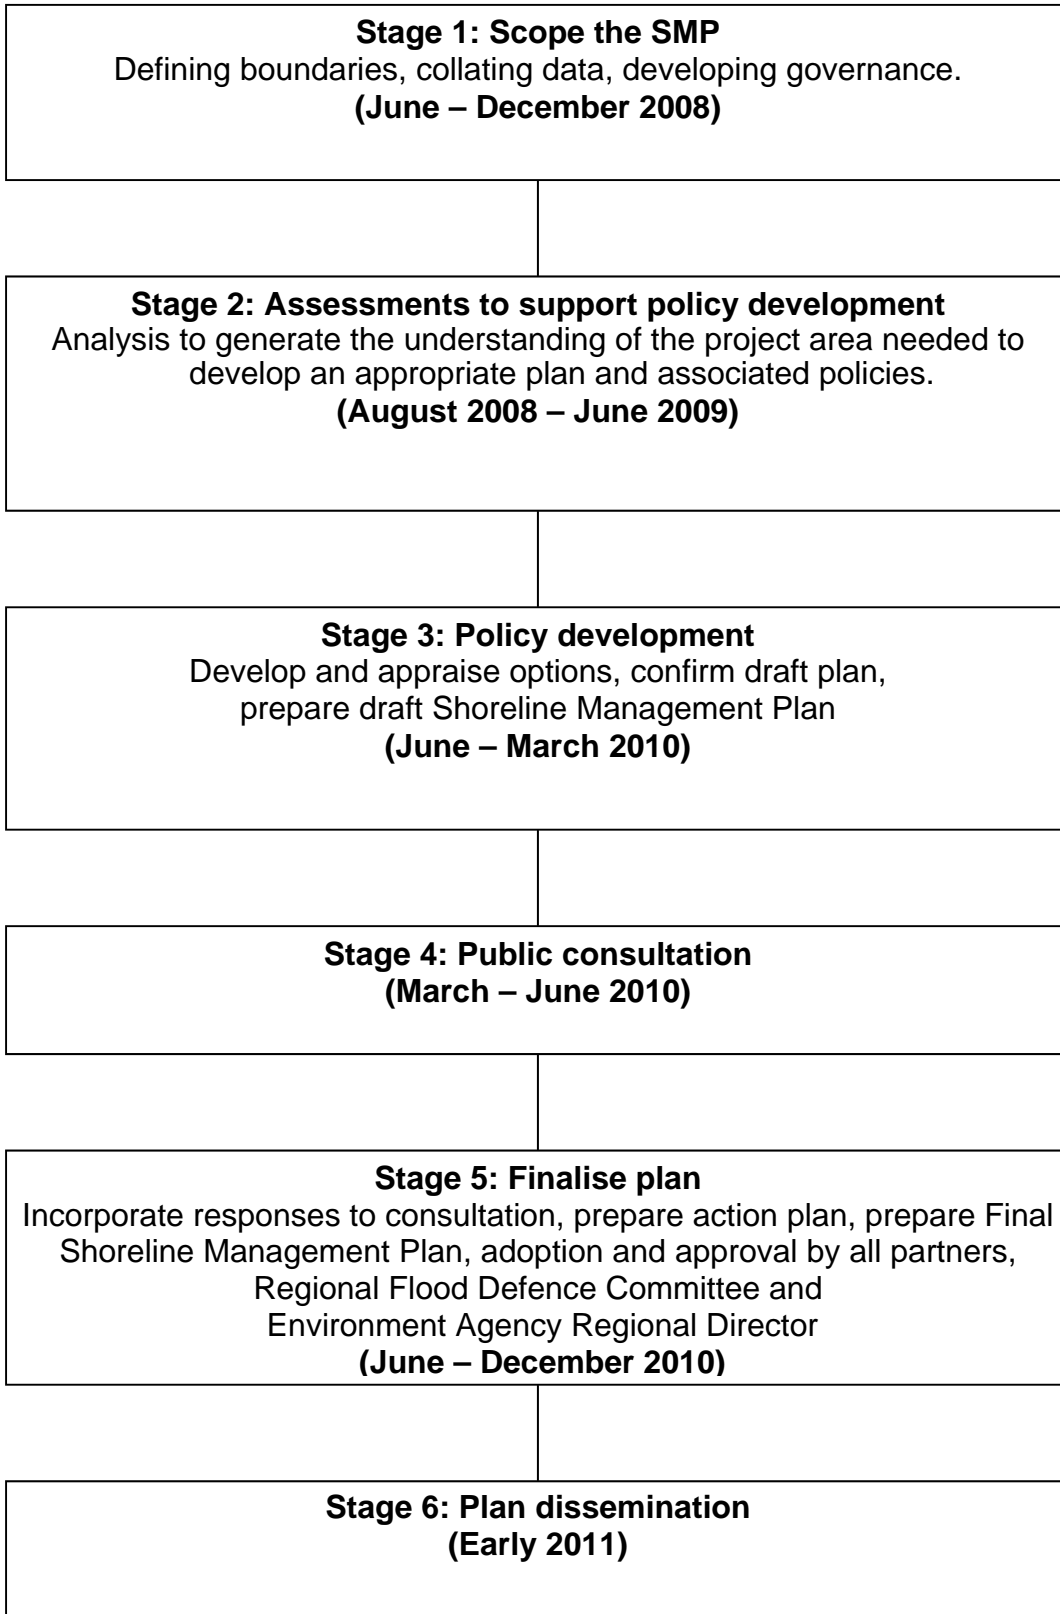 Stage 1: Scope the SMP
Defining boundaries, collating data, developing governance.
(June – December 2008)
Stage 2: Assessments to support policy development
Analysis to generate the understanding of the project area needed to
develop an appropriate plan and associated policies.
(August 2008 – June 2009)
Stage 3: Policy development
Develop and appraise options, confirm draft plan,
prepare draft Shoreline Management Plan
(June – March 2010)
Stage 4: Public consultation
(March – June 2010)
Stage 5: Finalise plan
Incorporate responses to consultation, prepare action plan, prepare Final
Shoreline Management Plan, adoption and approval by all partners,
Regional Flood Defence Committee and
Environment Agency Regional Director
(June – December 2010)
Stage 6: Plan dissemination
(Early 2011)